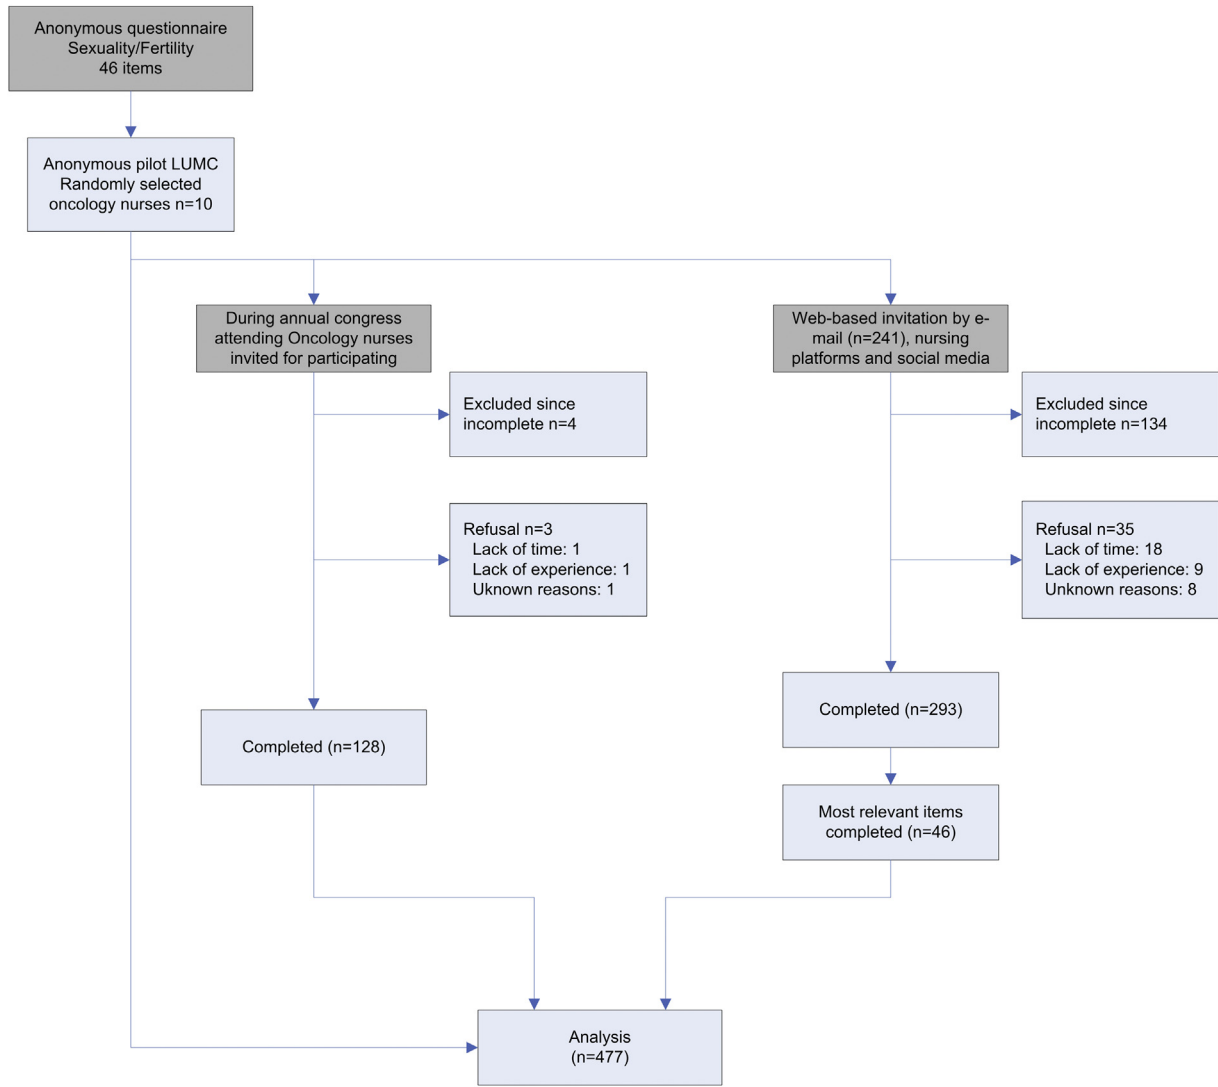 Anonymous questionnaire
Sexuality/Fertility
46 items
Anonymous pilot LUMC
Randomly selected
oncology nurses n=10
During annual congress
attending Oncology nurses
invited for participating
Web-based invitation by e-
mail (n=241), nursing
platforms and social media
Excluded since
incomplete n=4
Excluded since
incomplete n=134
Refusal n=3
Lack of time: 1
Lack of experience: 1
Uknown reasons: 1
Refusal n=35
Lack of time: 18
Lack of experience: 9
Unknown reasons: 8
Completed (n=128)
Completed (n=293)
Most relevant items
completed (n=46)
Analysis
(n=477)